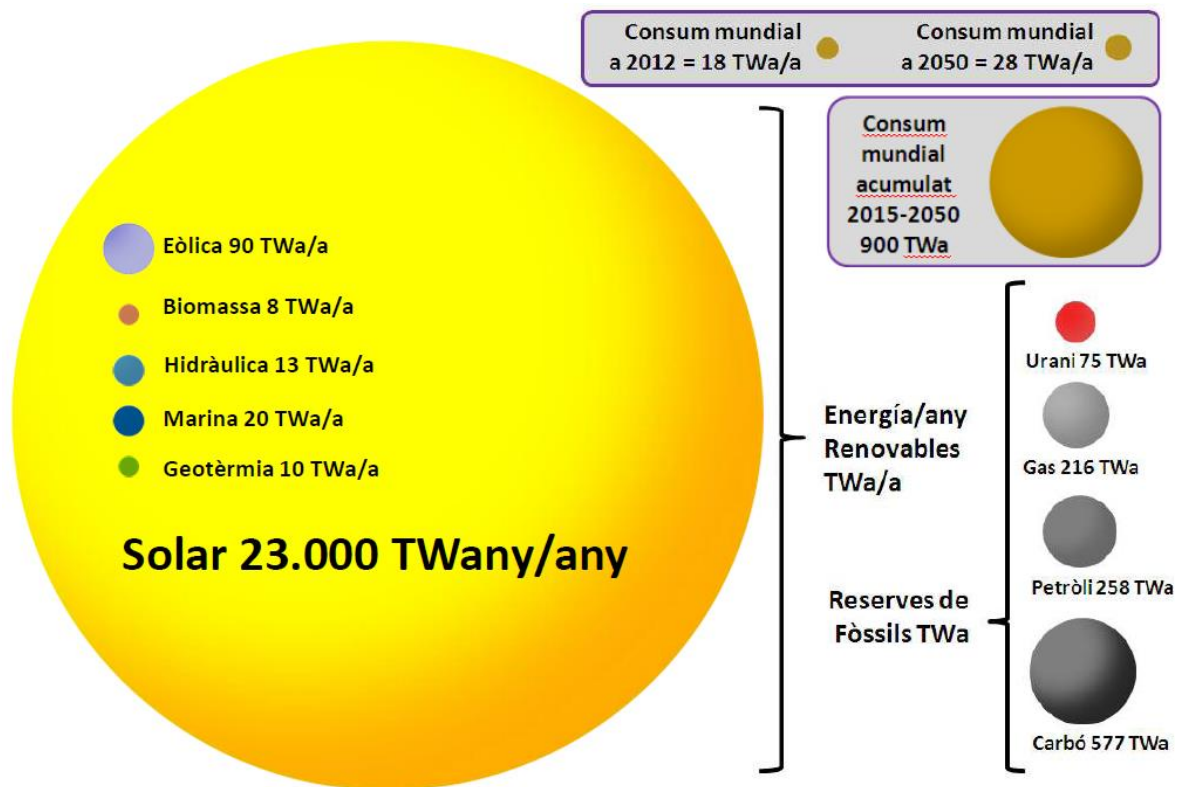 Consum mundial
a 2012 = 18 TWa/a
Consum mundial
a 2050 = 28 TWa/a
Consum
mundial
acumulat
2015-2050
900 TWa
Eòlica 90 TWa/a
Biomassa 8 TWa/a
Hidràulica 13 TWa/a
Marina 20 TWa/a
Geotèrmia 10 TWa/a
Solar 23.000 TWany/any
Energía/any
Renovables
TWa/a
Reserves de
Fòssils TWa
Urani 75 TWa
Gas 216 TWa
Petròli 258 TWa
Carbó 577 TWa